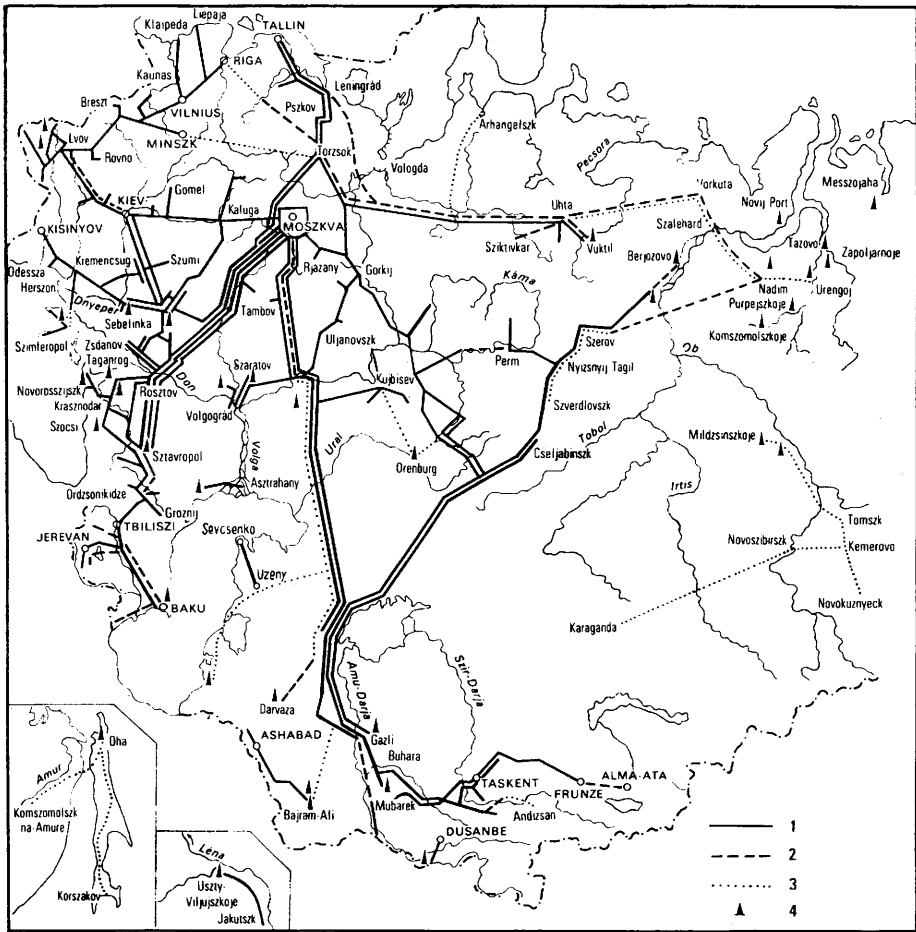 Liepaja
Klaipeda
TALLIN
RIGA
Kaunas
Leningrád
Pszkov
Breszt
VILNIUS
Arhangelszk
Lvov
MINSZK
Rovno
Torzsok
Pecsora
Vologda
Messzojaha
Vorkuta
Novij Port
Gomel
KIEV
Kaluga
Uhta
Szalehard
MOSZKVA
Tazovo
KISINYOV
Sziktivkar
Vuktil
Zapoljarnoje
Berjozovo
Kremencsug
Szumi
Rjazany
Gorkij
Odessza
Káma
Nadim
Urengoj
Herszon
Dnyeper
Purpejszkoje
Sebelinka
Tambov
Komszomolszkoje
Szimferopol
Zsdanov
Uljanovszk
Szerov
Taganrog
Perm
Ob
Don
Szaratov
Kujbisev
Nyizsnyij Tagil
Novorosszijszk
Rosztov
Krasznodar
Volgográd
Szverdlovszk
Szocsi
Mildzsinszkoje
Tobol
Ural
Cseljabinszk
Sztavropol
Volga
Orenburg
Asztrahany
Irtis
Ordzsonikidze
Groznij
TBILISZI
Tomszk
Sevcsenko
JEREVAN
Novoszibirszk
Kemerovo
Uzeny
BAKU
Novokuznyeck
Karaganda
Amu-Darja
Szir-Darja
Darvaza
Oha
ASHABAD
Gazli
Amur
Buhara
TASKENT
ALMA-ATA
Komszomolszk
na-Amure
Mubarek
FRUNZE
Bajram-Ali
Andizsan
DUSANBE
1
Léna
2
Uszty-
Viljujszkoje
3
Korszakov
Jakutszk
4